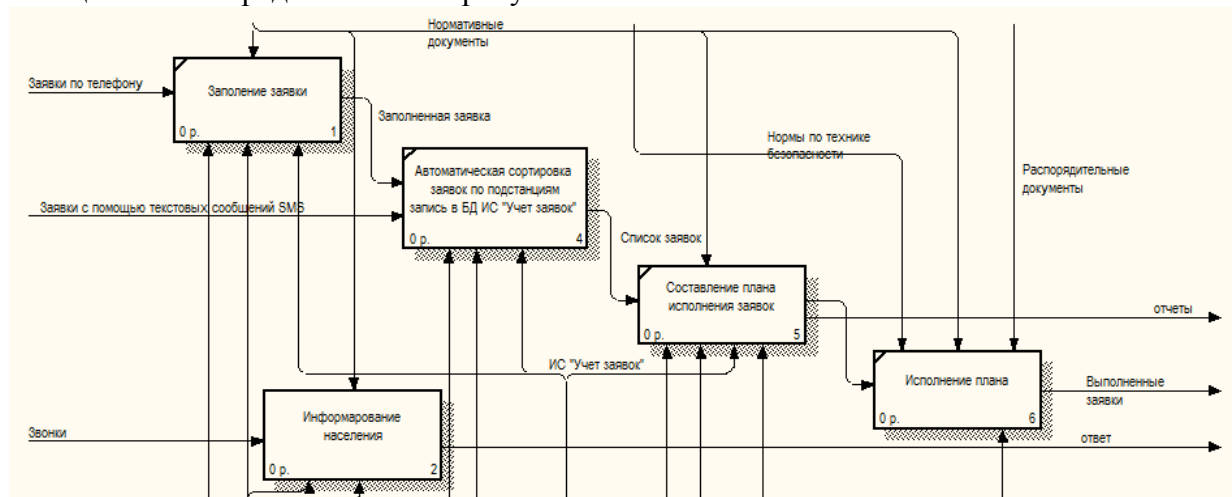 Нормативные
документы
Заявки по телефону
Заполение заявки
0 р.
1
Заполненная заявка
Нормы по технике
безопасности
Распорядительные
документы
Автоматическая сортировка
заявок по подстанциям
запись в БД ИС "Учет заявок"
0 р.
4
Заявки с помощью текстовых сообщений SMS
Список заявок
Составление плана
исполнения заявок
0 р.
5
отчеты
ИС "Учет заявок"
Исполнение плана
0 р.
6
Выполненные
заявки
Информарование
населения
0 р.
2
Звонки
ответ